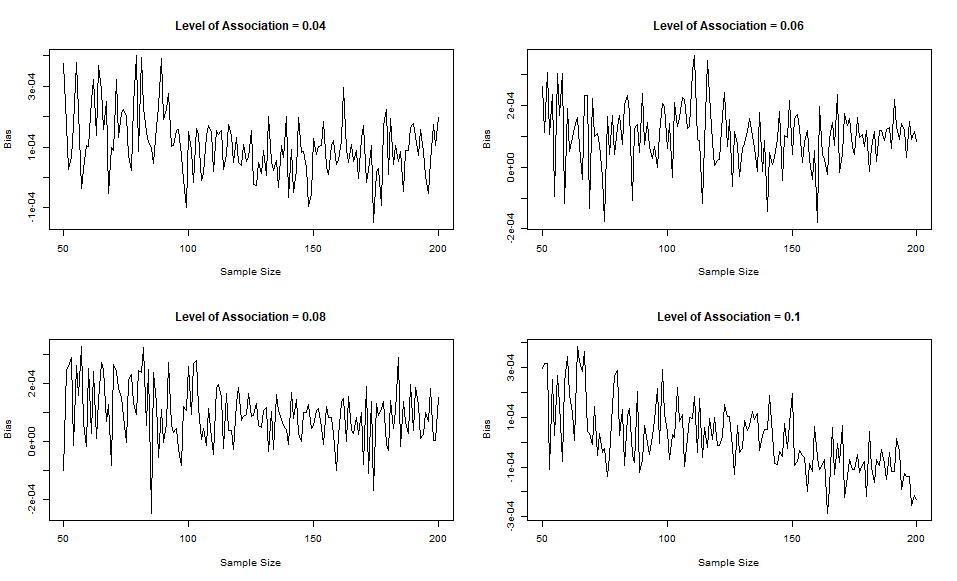 Level of Association = 0.04
Bias
3e-04
1e-04
-1e-04
50
100
150
200
Sample Size
Level of Association = 0.06
Bias
2e-04
0e+00
-2e-04
50
100
150
200
Sample Size
Level of Association = 0.08
Bias
2e-04
0e+00
-2e-04
50
100
150
200
Sample Size
Level of Association = 0.1
Bias
3e-04
1e-04
-1e-04
-3e-04
50
100
150
200
Sample Size